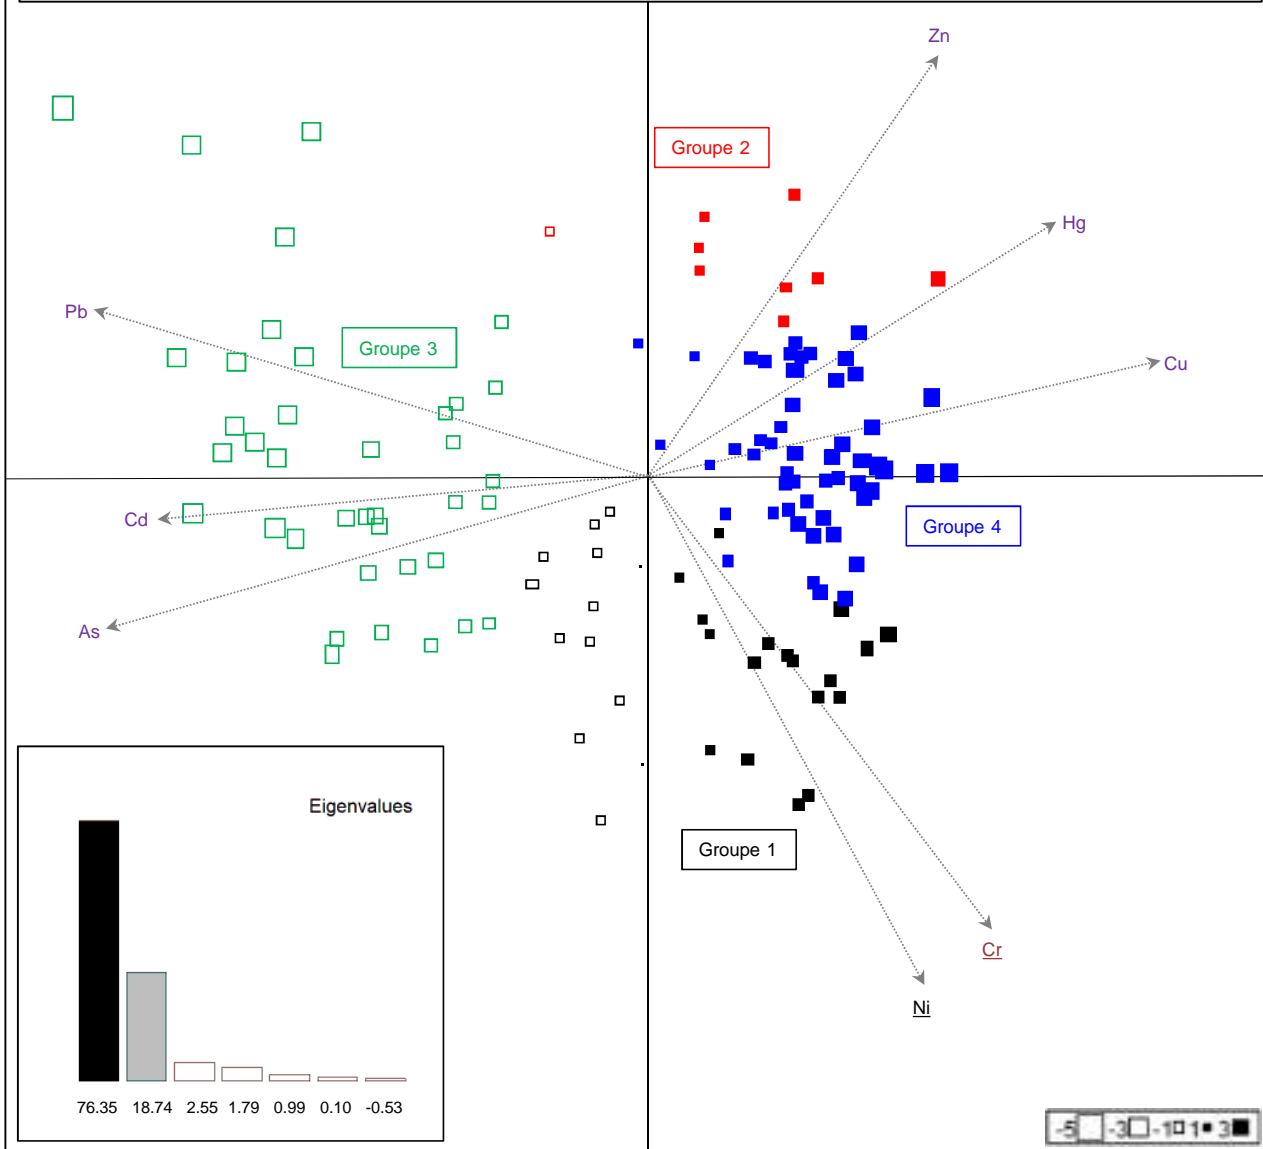 Zn
Groupe 2
Hg
Pb
Groupe 3
Cu
Cd
Groupe 4
As
Eigenvalues
Groupe 1
Cr
Ni
76.35 18.74 2.55 1.79 0.99 0.10 -0.53
-5 -3 -1 1 3